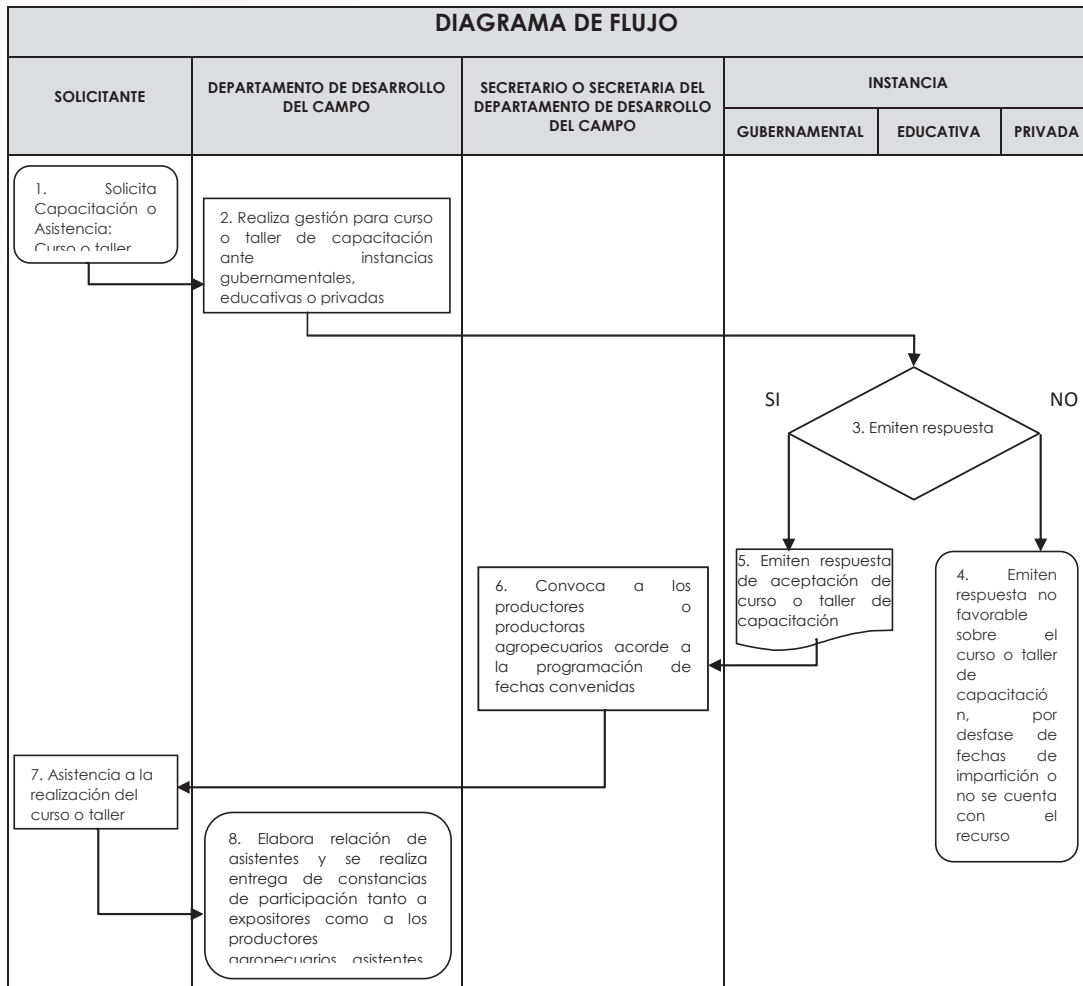 DIAGRAMA DE FLUJO
SOLICITANTE
DEPARTAMENTO DE DESARROLLO
DEL CAMPO
SECRETARIO O SECRETARIA DEL
DEPARTAMENTO DE DESARROLLO
DEL CAMPO
INSTANCIA
GUBERNAMENTAL
EDUCATIVA
PRIVADA
1. Solicita
Capacitación o
Asistencia:
Curso o taller
2. Realiza gestión para curso
o taller de capacitación
ante instancias
gubernamentales,
educativas o privadas
SI
NO
3. Emiten respuesta
5. Emiten respuesta
de aceptación de
curso o taller de
capacitación
4. Emiten
respuesta no
favorable
sobre el
curso o taller
de
capacitació
n, por
desfase de
fechas de
impartición o
no se cuenta
con el
recurso
6. Convoca a los
productores o
productoras
agropecuarios acorde a
la programación de
fechas convenidas
7. Asistencia a la
realización del
curso o taller
8. Elabora relación de
asistentes y se realiza
entrega de constancias
de participación tanto a
expositores como a los
productores
agropecuarios asistentes.